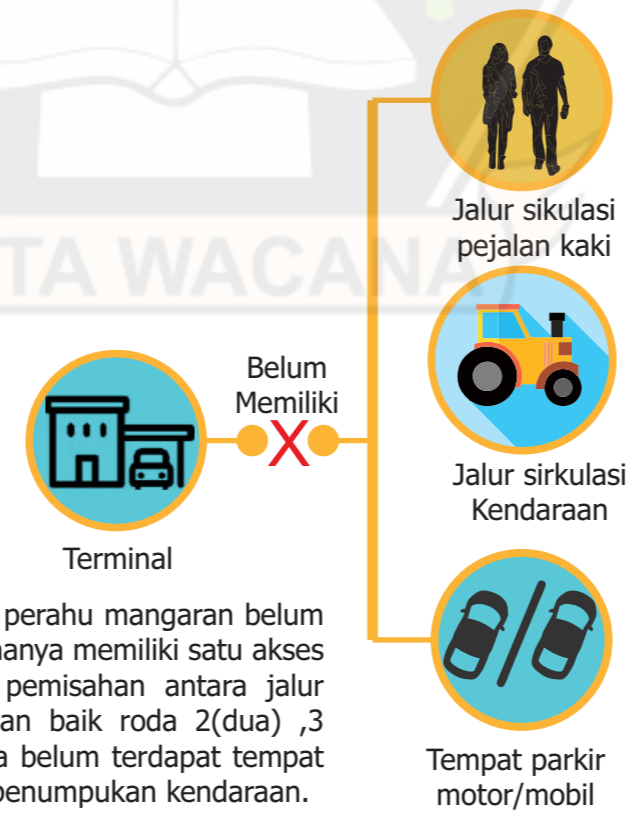 TA WACANA
Jalur sikulasi
pejalan kaki
Belum
Memiliki
X
Jalur sirkulasi
Kendaraan
Terminal
perahu mangaran belum
hanya memiliki satu akses
pemisahan antara jalur
an baik roda 2(dua) ,3
a belum terdapat tempat
penumpukan kendaraan.
Tempat parkir
motor/mobil